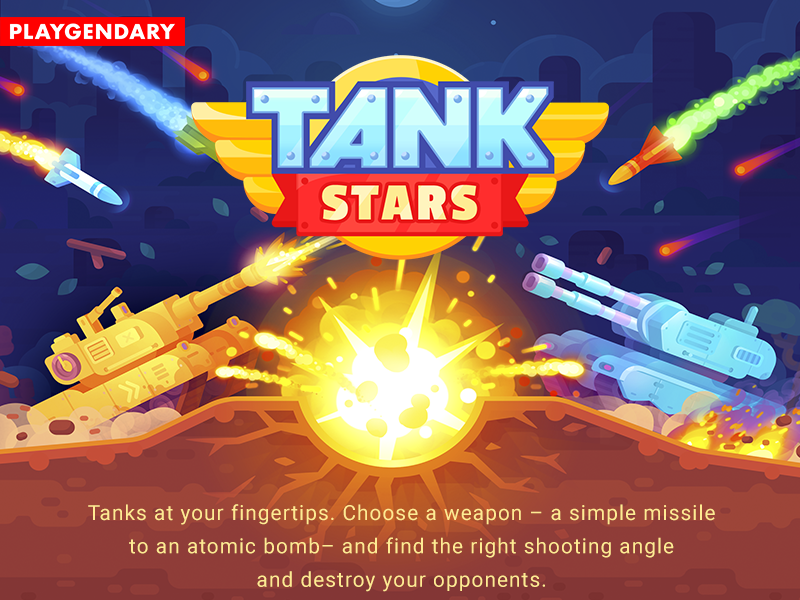 PLAYGENDARY
TANK
STARS
Tanks at your fingertips. Choose a weapon – a simple missile
to an atomic bomb– and find the right shooting angle
and destroy your opponents.